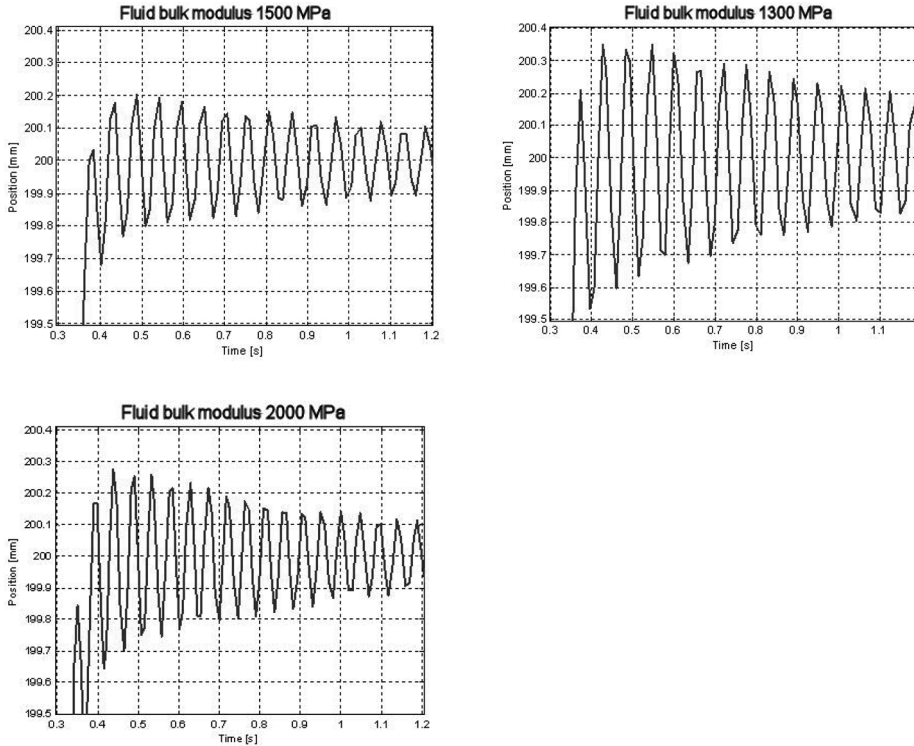 Fluid bulk modulus 1500 MPa
200.4
200.3
200.2
200.1
200
199.9
199.8
199.7
199.6
199.5
Position [mm]
0.3 0.4 0.5 0.6 0.7 0.8 0.9 1 1.1 1.2
Time [s]
Fluid bulk modulus 1300 MPa
200.4
200.3
200.2
200.1
200
199.9
199.8
199.7
199.6
199.5
Position [mm]
0.3 0.4 0.5 0.6 0.7 0.8 0.9 1 1.1
Time [s]
Fluid bulk modulus 2000 MPa
200.4
200.3
200.2
200.1
200
199.9
199.8
199.7
199.6
199.5
Position [mm]
0.3 0.4 0.5 0.6 0.7 0.8 0.9 1 1.1 1.2
Time [s]